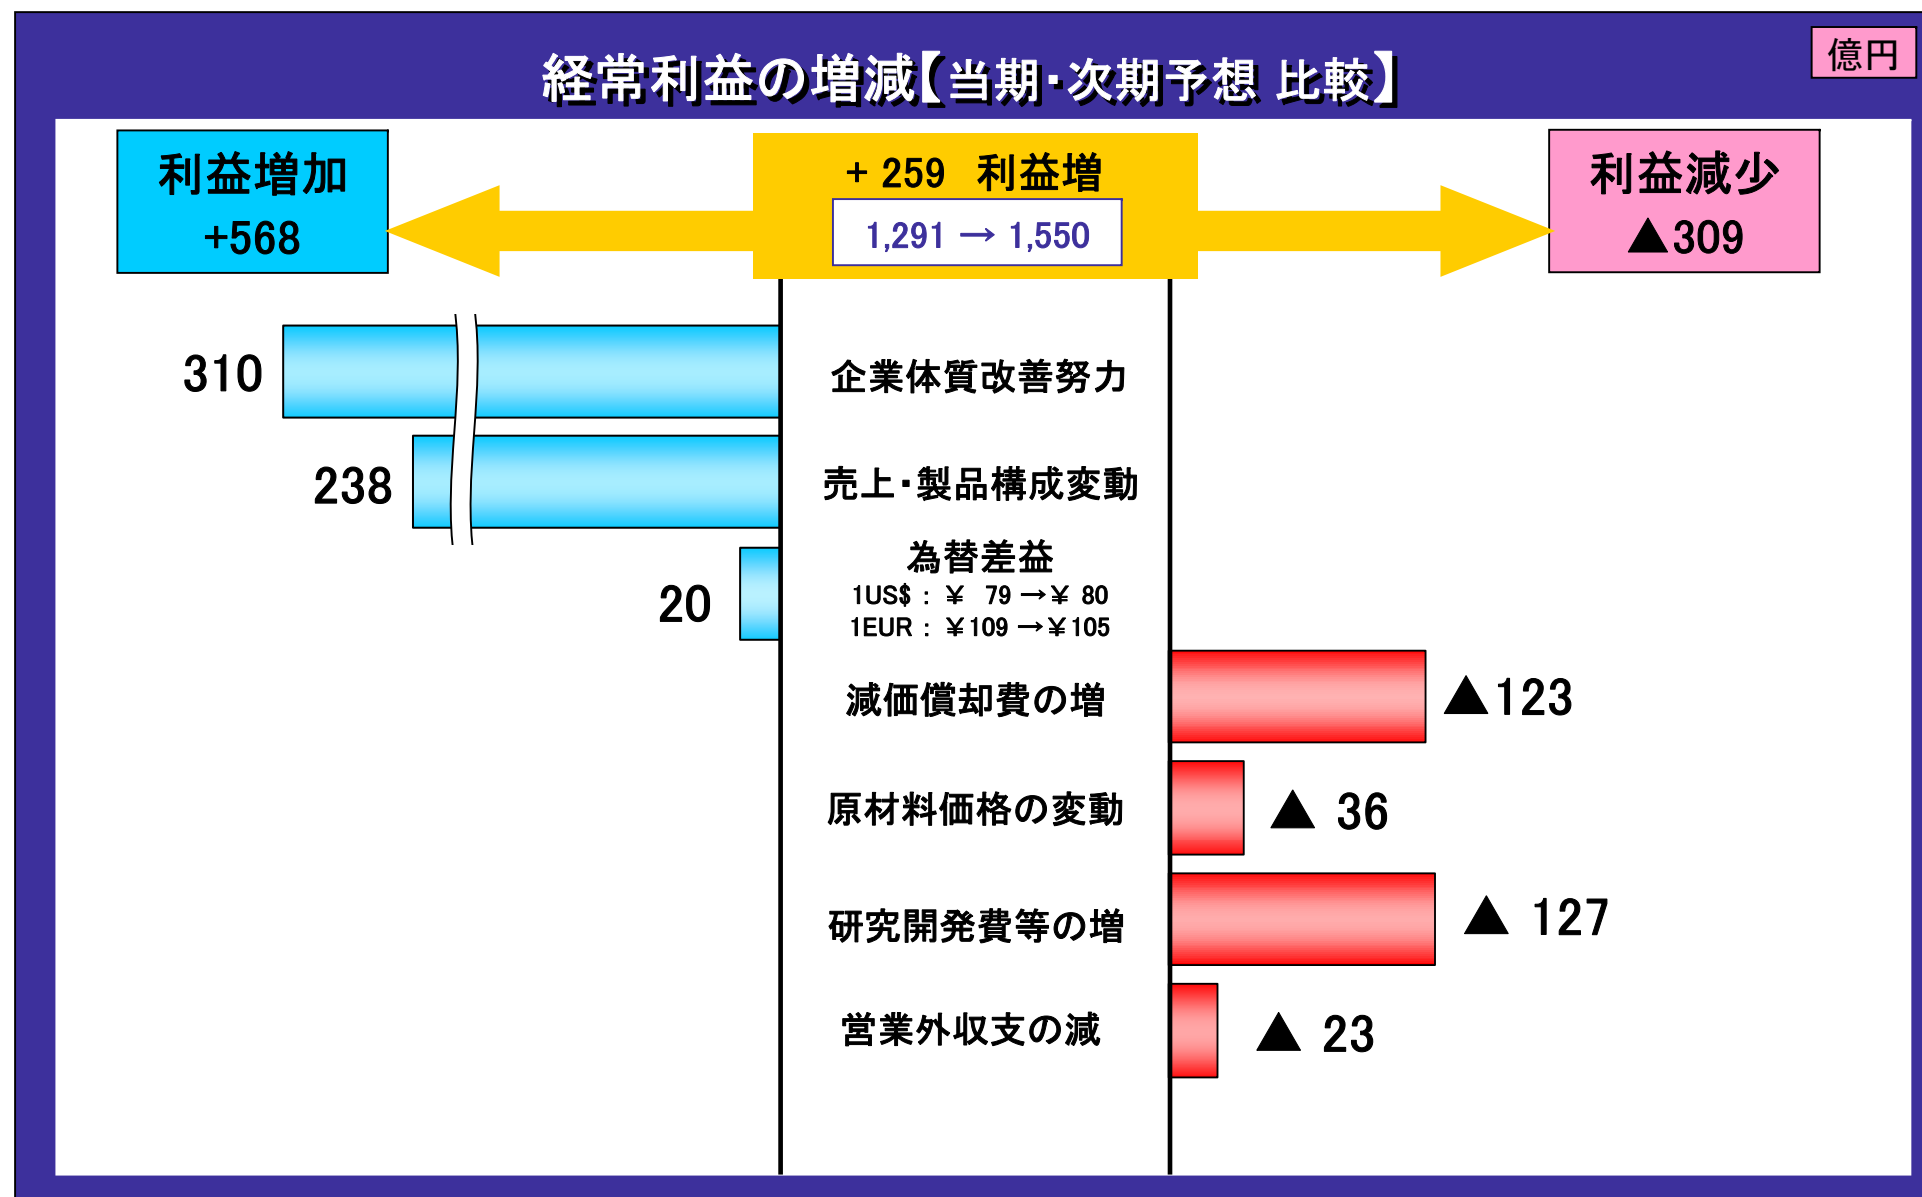 経常利益の増減【当期・次期予想 比較】
億円
利益増加
+568
+ 259 利益増
1,291 → 1,550
利益減少
▲309
310
企業体質改善努力
238
売上・製品構成変動
20
為替差益
1US$ : ¥ 79 →¥ 80
1EUR : ¥109 →¥105
減価償却費の増
▲123
原材料価格の変動
▲ 36
研究開発費等の増
▲ 127
営業外収支の減
▲ 23